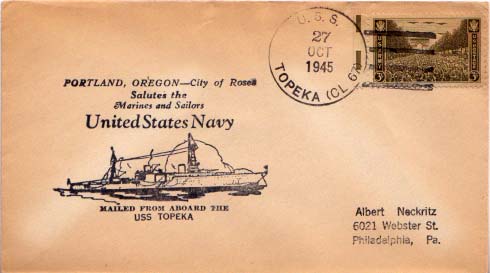 U. S. S.
27
OCT
1945
TOPEKA (CL 67)
PORTLAND, OREGON—City of Roses
Salutes the
Marines and Sailors
United States Navy
MAILED FROM ABOARD THE
USS TOPEKA
Albert Neckritz
6021 Webster St.
Philadelphia, Pa.